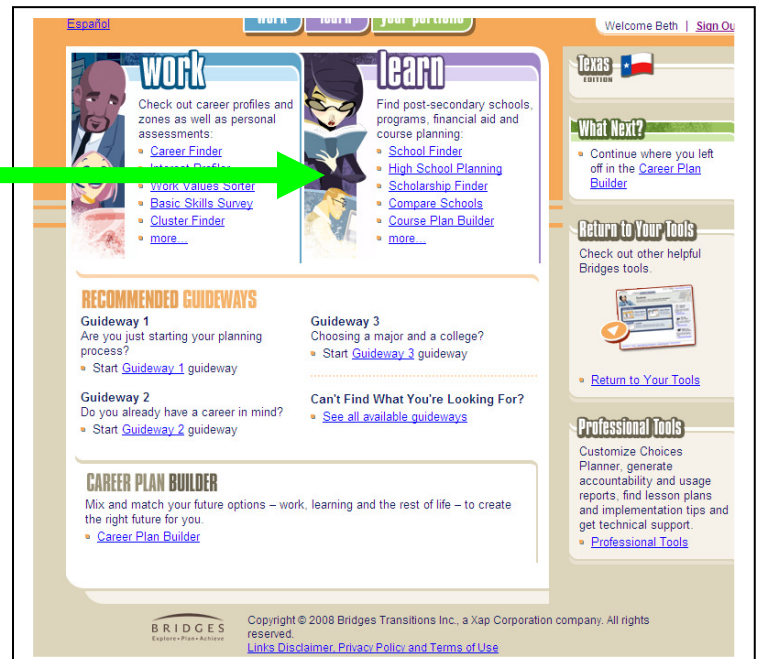 Español
work
learn
your portfolio
Welcome Beth | Sign Ou
work
Check out career profiles and
zones as well as personal
assessments:
Career Finder
Interest Profiler
Work Values Sorter
Basic Skills Survey
Cluster Finder
more...
learn
Find post-secondary schools,
programs, financial aid and
course planning:
School Finder
High School Planning
Scholarship Finder
Compare Schools
Course Plan Builder
more...
Texas
EDITION
What Next?
Continue where you left
off in the Career Plan
Builder
Return to Your Tools
Check out other helpful
Bridges tools.
Return to Your Tools
Professional Tools
Customize Choices
Planner, generate
accountability and usage
reports, find lesson plans
and implementation tips and
get technical support.
Professional Tools
RECOMMENDED GUIDEWAYS
Guideway 1
Are you just starting your planning
process?
Start Guideway 1 guideway
Guideway 2
Do you already have a career in mind?
Start Guideway 2 guideway
Guideway 3
Choosing a major and a college?
Start Guideway 3 guideway
Can't Find What You're Looking For?
See all available guideways
CAREER PLAN BUILDER
Mix and match your future options – work, learning and the rest of life – to create
the right future for you.
Career Plan Builder
BRIDGES
Explore•Plan•Achieve
Copyright © 2008 Bridges Transitions Inc., a Xap Corporation company. All rights
reserved.
Links Disclaimer, Privacy Policy and Terms of Use